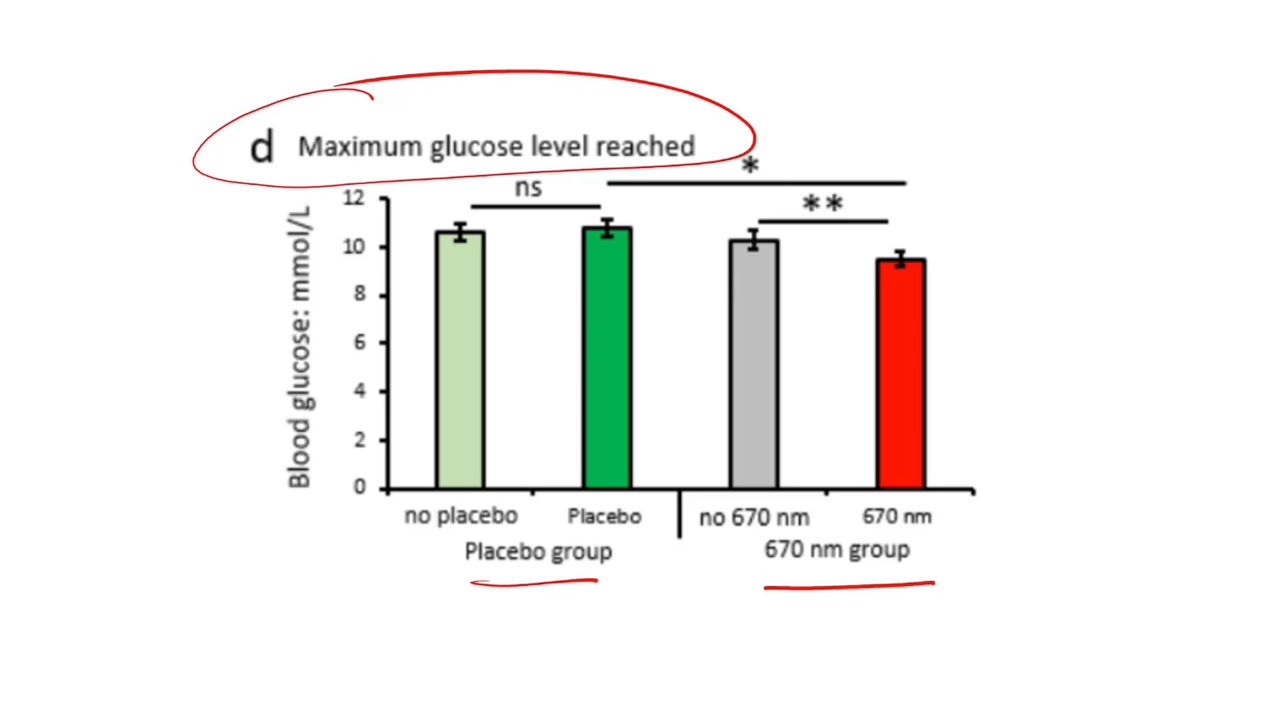 d Maximum glucose level reached
*
ns
**
Blood glucose: mmol/L
12
10
8
6
4
2
0
no placebo
Placebo
no 670 nm
670 nm
Placebo group
670 nm group